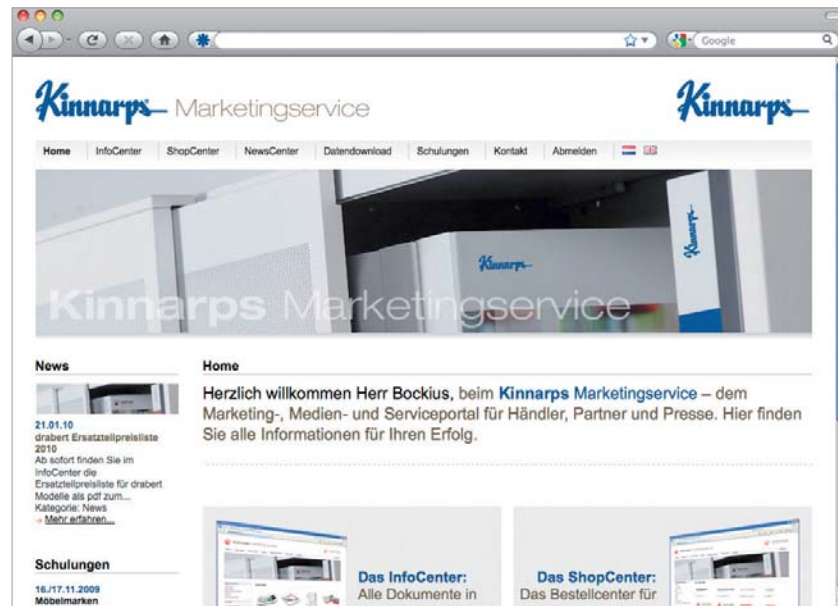 Google
Kinnarps Marketingservice
Kinnarps
Home InfoCenter ShopCenter NewsCenter Datendownload Schulungen Kontakt Abmelden
Kinnarps
Kinnarps
Kinnarps Marketingservice
News
21.01.10
drabert Ersatzteilpreisliste
2010
Ab sofort finden Sie im
InfoCenter die
Ersatzteilpreisliste für drabert
Modelle als pdf zum...
Kategorie: News
→ Mehr erfahren...
Schulungen
16./17.11.2009
Möbelmarken
Home
Herzlich willkommen Herr Bockius, beim Kinnarps Marketingservice – dem
Marketing-, Medien- und Serviceportal für Händler, Partner und Presse. Hier finden
Sie alle Informationen für Ihren Erfolg.
Das InfoCenter:
Alle Dokumente in
Das ShopCenter:
Das Bestellcenter für